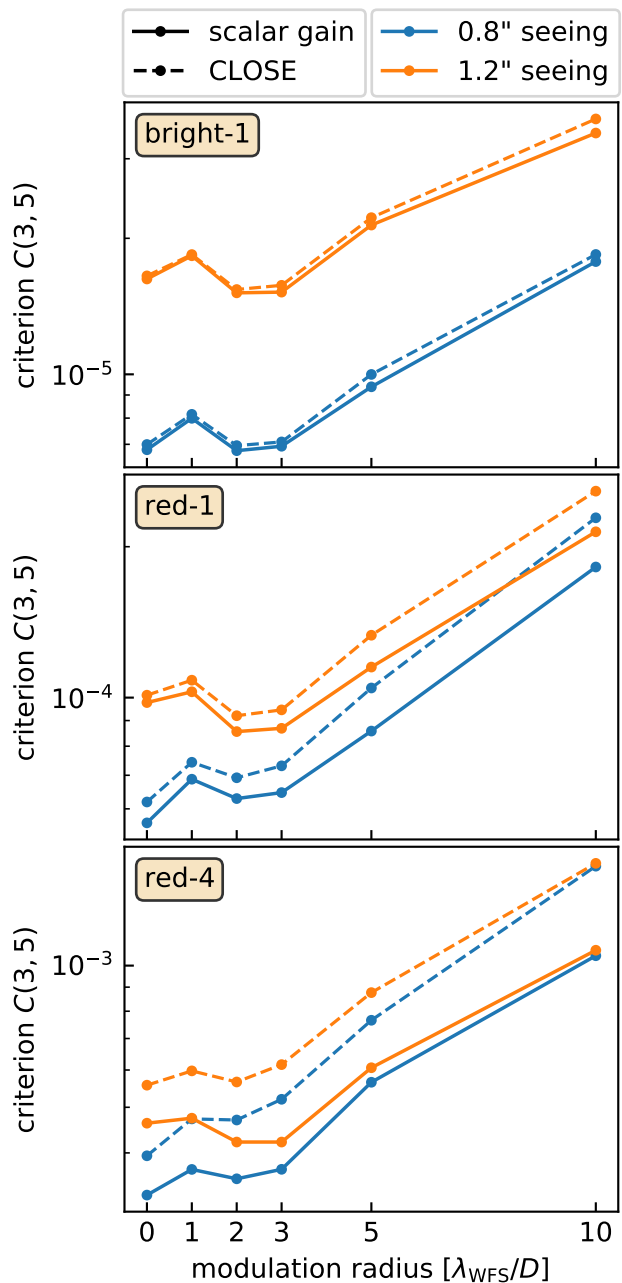 scalar gain
CLOSE
0.8" seeing
1.2" seeing
bright-1
criterion C(3, 5)
10⁻⁵
red-1
criterion C(3, 5)
10⁻⁴
red-4
criterion C(3, 5)
10⁻³
0 1 2 3 5 10
modulation radius [λ_WFS/D]